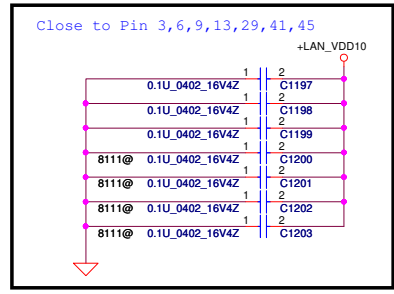 Close to Pin 3,6,9,13,29,41,45
+LAN_VDD10
1 2
0.1U_0402_16V4Z C1197
1 2
0.1U_0402_16V4Z C1198
1 2
0.1U_0402_16V4Z C1199
1 2
8111@ 0.1U_0402_16V4Z C1200
1 2
8111@ 0.1U_0402_16V4Z C1201
1 2
8111@ 0.1U_0402_16V4Z C1202
1 2
8111@ 0.1U_0402_16V4Z C1203